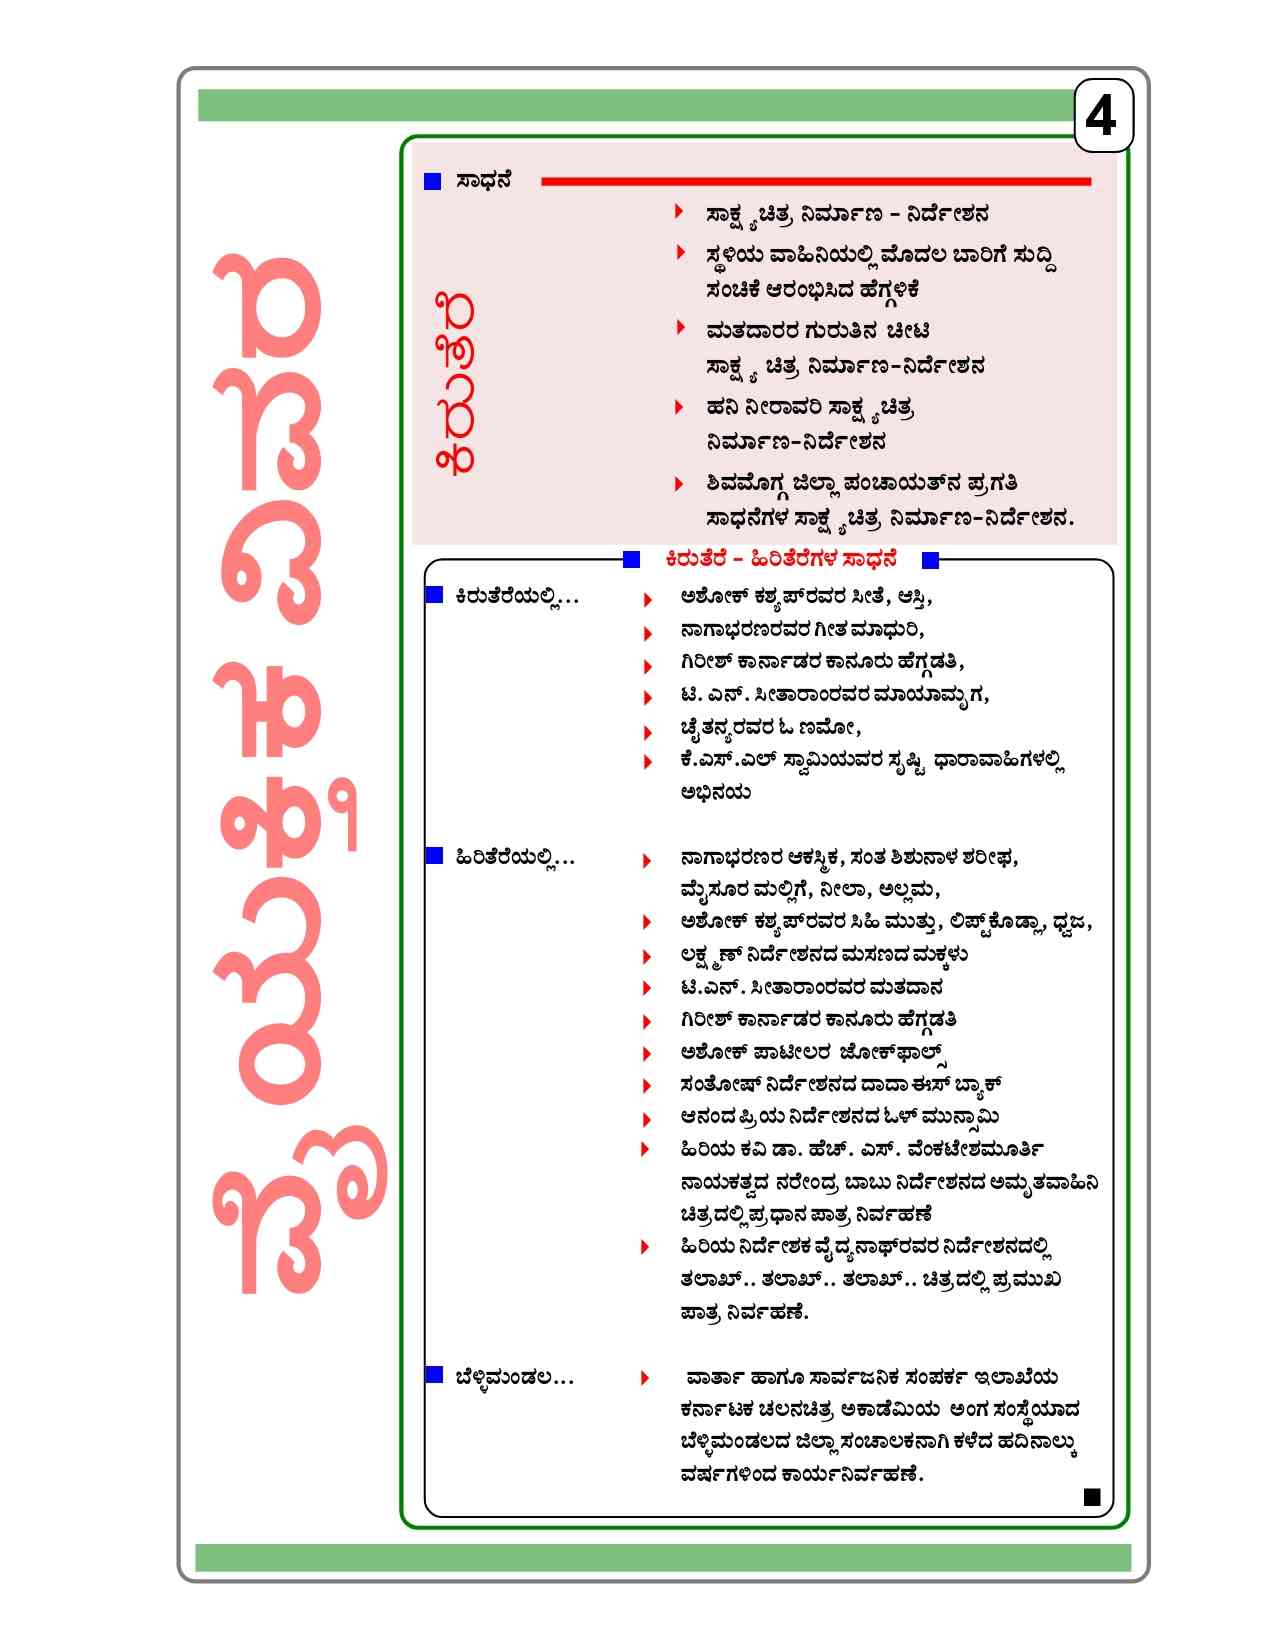 4
ವೈಯಕ್ತಿಕ ವಿವರ
ಸಾಧನೆ
ಕಿರುತೆರೆ
ಸಾಕ್ಷ್ಯಚಿತ್ರ ನಿರ್ಮಾಣ - ನಿರ್ದೇಶನ
ಸ್ಥಳಿಯ ವಾಹಿನಿಯಲ್ಲಿ ಮೊದಲ ಬಾರಿಗೆ ಸುದ್ದಿ
ಸಂಚಿಕೆ ಆರಂಭಿಸಿದ ಹೆಗ್ಗಳಿಕೆ
ಮತದಾರರ ಗುರುತಿನ ಚೀಟಿ
ಸಾಕ್ಷ್ಯ ಚಿತ್ರ ನಿರ್ಮಾಣ-ನಿರ್ದೇಶನ
ಹನಿ ನೀರಾವರಿ ಸಾಕ್ಷ್ಯಚಿತ್ರ
ನಿರ್ಮಾಣ-ನಿರ್ದೇಶನ
ಶಿವಮೊಗ್ಗ ಜಿಲ್ಲಾ ಪಂಚಾಯತ್‌ನ ಪ್ರಗತಿ
ಸಾಧನೆಗಳ ಸಾಕ್ಷ್ಯಚಿತ್ರ ನಿರ್ಮಾಣ-ನಿರ್ದೇಶನ.
ಕಿರುತೆರೆ - ಹಿರಿತೆರೆಗಳ ಸಾಧನೆ
ಕಿರುತೆರೆಯಲ್ಲಿ... ಅಶೋಕ್ ಕಶ್ಯಪ್‌ರವರ ಸೀತೆ, ಆಸ್ತಿ,
ನಾಗಾಭರಣರವರ ಗೀತ ಮಾಧುರಿ,
ಗಿರೀಶ್ ಕಾರ್ನಾಡರ ಕಾನೂರು ಹೆಗ್ಗಡತಿ,
ಟಿ. ಎನ್. ಸೀತಾರಾಂರವರ ಮಾಯಾಮೃಗ,
ಚೈತನ್ಯರವರ ಓ ಣಮೋ,
ಕೆ.ಎಸ್.ಎಲ್ ಸ್ವಾಮಿಯವರ ಸೃಷ್ಟಿ ಧಾರಾವಾಹಿಗಳಲ್ಲಿ
ಅಭಿನಯ
ಹಿರಿತೆರೆಯಲ್ಲಿ... ನಾಗಾಭರಣರ ಆಕಸ್ಮಿಕ, ಸಂತ ಶಿಶುನಾಳ ಶರೀಫ,
ಮೈಸೂರ ಮಲ್ಲಿಗೆ, ನೀಲಾ, ಅಲ್ಲಮ,
ಅಶೋಕ್ ಕಶ್ಯಪ್‌ರವರ ಸಿಹಿ ಮುತ್ತು, ಲಿಪ್ಟ್‌ಕೊಡ್ಲಾ, ಧ್ವಜ,
ಲಕ್ಷ್ಮಣ್ ನಿರ್ದೇಶನದ ಮಸಣದ ಮಕ್ಕಳು
ಟಿ.ಎನ್. ಸೀತಾರಾಂರವರ ಮತದಾನ
ಗಿರೀಶ್ ಕಾರ್ನಾಡರ ಕಾನೂರು ಹೆಗ್ಗಡತಿ
ಅಶೋಕ್ ಪಾಟೀಲರ ಜೋಕ್‌ಫಾಲ್ಸ್
ಸಂತೋಷ್ ನಿರ್ದೇಶನದ ದಾದಾ ಈಸ್ ಬ್ಯಾಕ್
ಆನಂದಪ್ರಿಯ ನಿರ್ದೇಶನದ ಓಳ್ ಮುನ್ಸಾಮಿ
ಹಿರಿಯ ಕವಿ ಡಾ. ಹೆಚ್. ಎಸ್. ವೆಂಕಟೇಶಮೂರ್ತಿ
ನಾಯಕತ್ವದ ನರೇಂದ್ರ ಬಾಬು ನಿರ್ದೇಶನದ ಅಮೃತವಾಹಿನಿ
ಚಿತ್ರದಲ್ಲಿ ಪ್ರಧಾನ ಪಾತ್ರ ನಿರ್ವಹಣೆ
ಹಿರಿಯ ನಿರ್ದೇಶಕ ವೈದ್ಯನಾಥ್‌ರವರ ನಿರ್ದೇಶನದಲ್ಲಿ
ತಲಾಖ್.. ತಲಾಖ್.. ತಲಾಖ್.. ಚಿತ್ರದಲ್ಲಿ ಪ್ರಮುಖ
ಪಾತ್ರ ನಿರ್ವಹಣೆ.
ಬೆಳ್ಳಿಮಂಡಲ... ವಾರ್ತಾ ಹಾಗೂ ಸಾರ್ವಜನಿಕ ಸಂಪರ್ಕ ಇಲಾಖೆಯ
ಕರ್ನಾಟಕ ಚಲನಚಿತ್ರ ಅಕಾಡೆಮಿಯ ಅಂಗ ಸಂಸ್ಥೆಯಾದ
ಬೆಳ್ಳಿಮಂಡಲದ ಜಿಲ್ಲಾ ಸಂಚಾಲಕನಾಗಿ ಕಳೆದ ಹದಿನಾಲ್ಕು
ವರ್ಷಗಳಿಂದ ಕಾರ್ಯನಿರ್ವಹಣೆ.